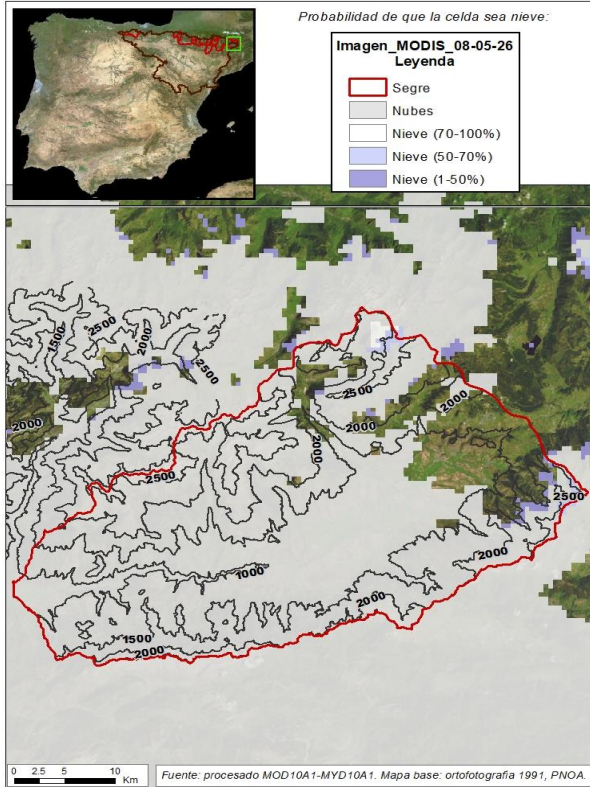 Probabilidad de que la celda sea nieve:
Imagen_MODIS_08-05-26
Leyenda
Segre
Nubes
Nieve (70-100%)
Nieve (50-70%)
Nieve (1-50%)
1500
2500
2000
2500
2000
2500
2000
2000
2000
2500
2500
2000
1000
2000
1500
2000
0 2.5 5 10
Km
Fuente: procesado MOD10A1-MYD10A1. Mapa base: ortofotografia 1991, PNOA.